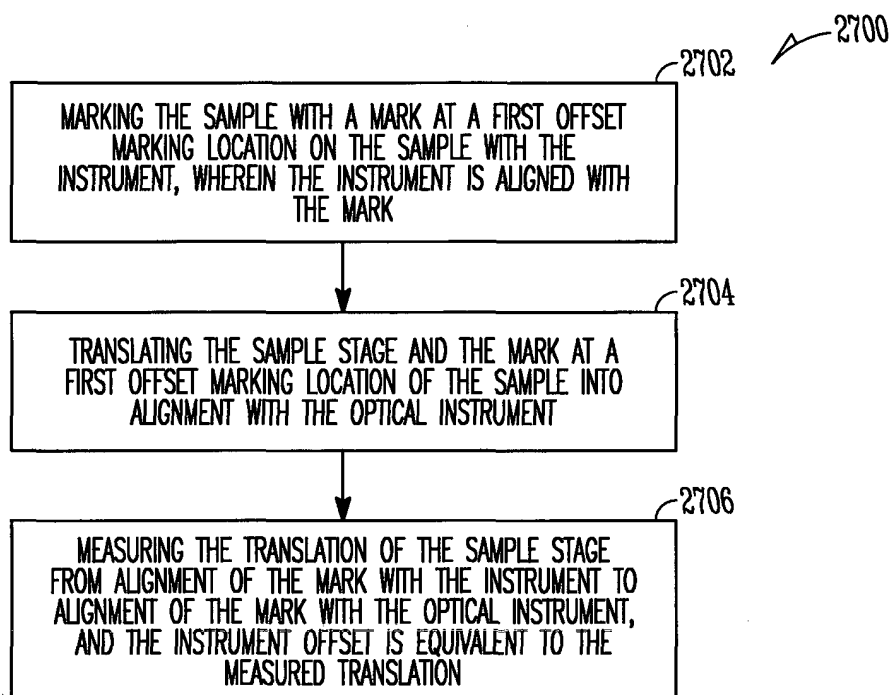 2700
2702
MARKING THE SAMPLE WITH A MARK AT A FIRST OFFSET
MARKING LOCATION ON THE SAMPLE WITH THE
INSTRUMENT, WHEREIN THE INSTRUMENT IS ALIGNED WITH
THE MARK
2704
TRANSLATING THE SAMPLE STAGE AND THE MARK AT A
FIRST OFFSET MARKING LOCATION OF THE SAMPLE INTO
ALIGNMENT WITH THE OPTICAL INSTRUMENT
2706
MEASURING THE TRANSLATION OF THE SAMPLE STAGE
FROM ALIGNMENT OF THE MARK WITH THE INSTRUMENT TO
ALIGNMENT OF THE MARK WITH THE OPTICAL INSTRUMENT,
AND THE INSTRUMENT OFFSET IS EQUIVALENT TO THE
MEASURED TRANSLATION